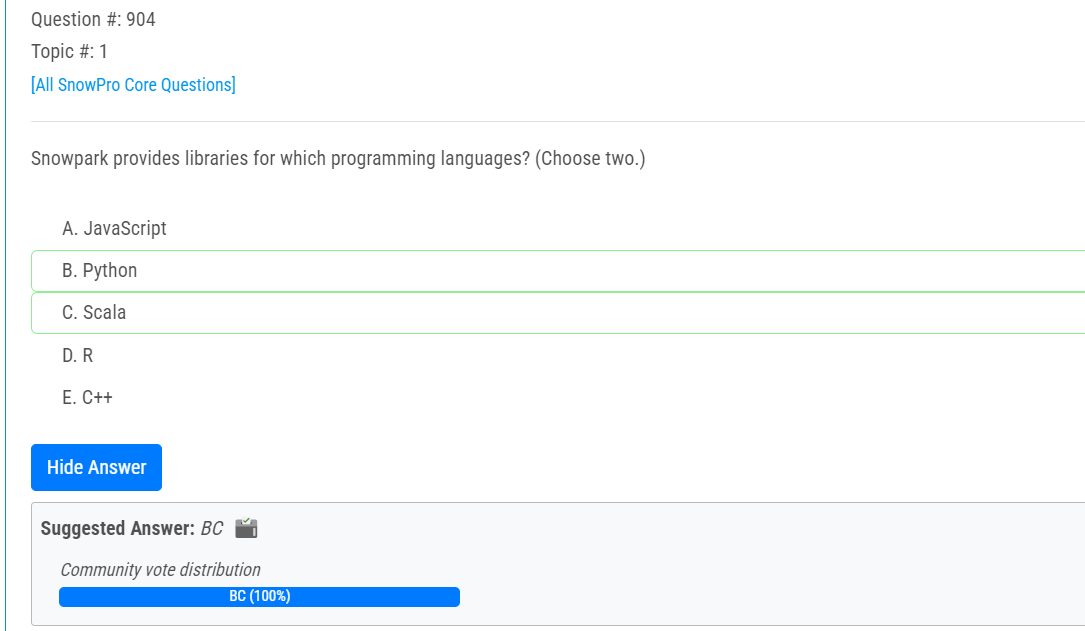 Question #: 904
Topic #: 1
[All SnowPro Core Questions]
Snowpark provides libraries for which programming languages? (Choose two.)
A. JavaScript
B. Python
C. Scala
D. R
E. C++
Hide Answer
Suggested Answer: BC
Community vote distribution
BC (100%)